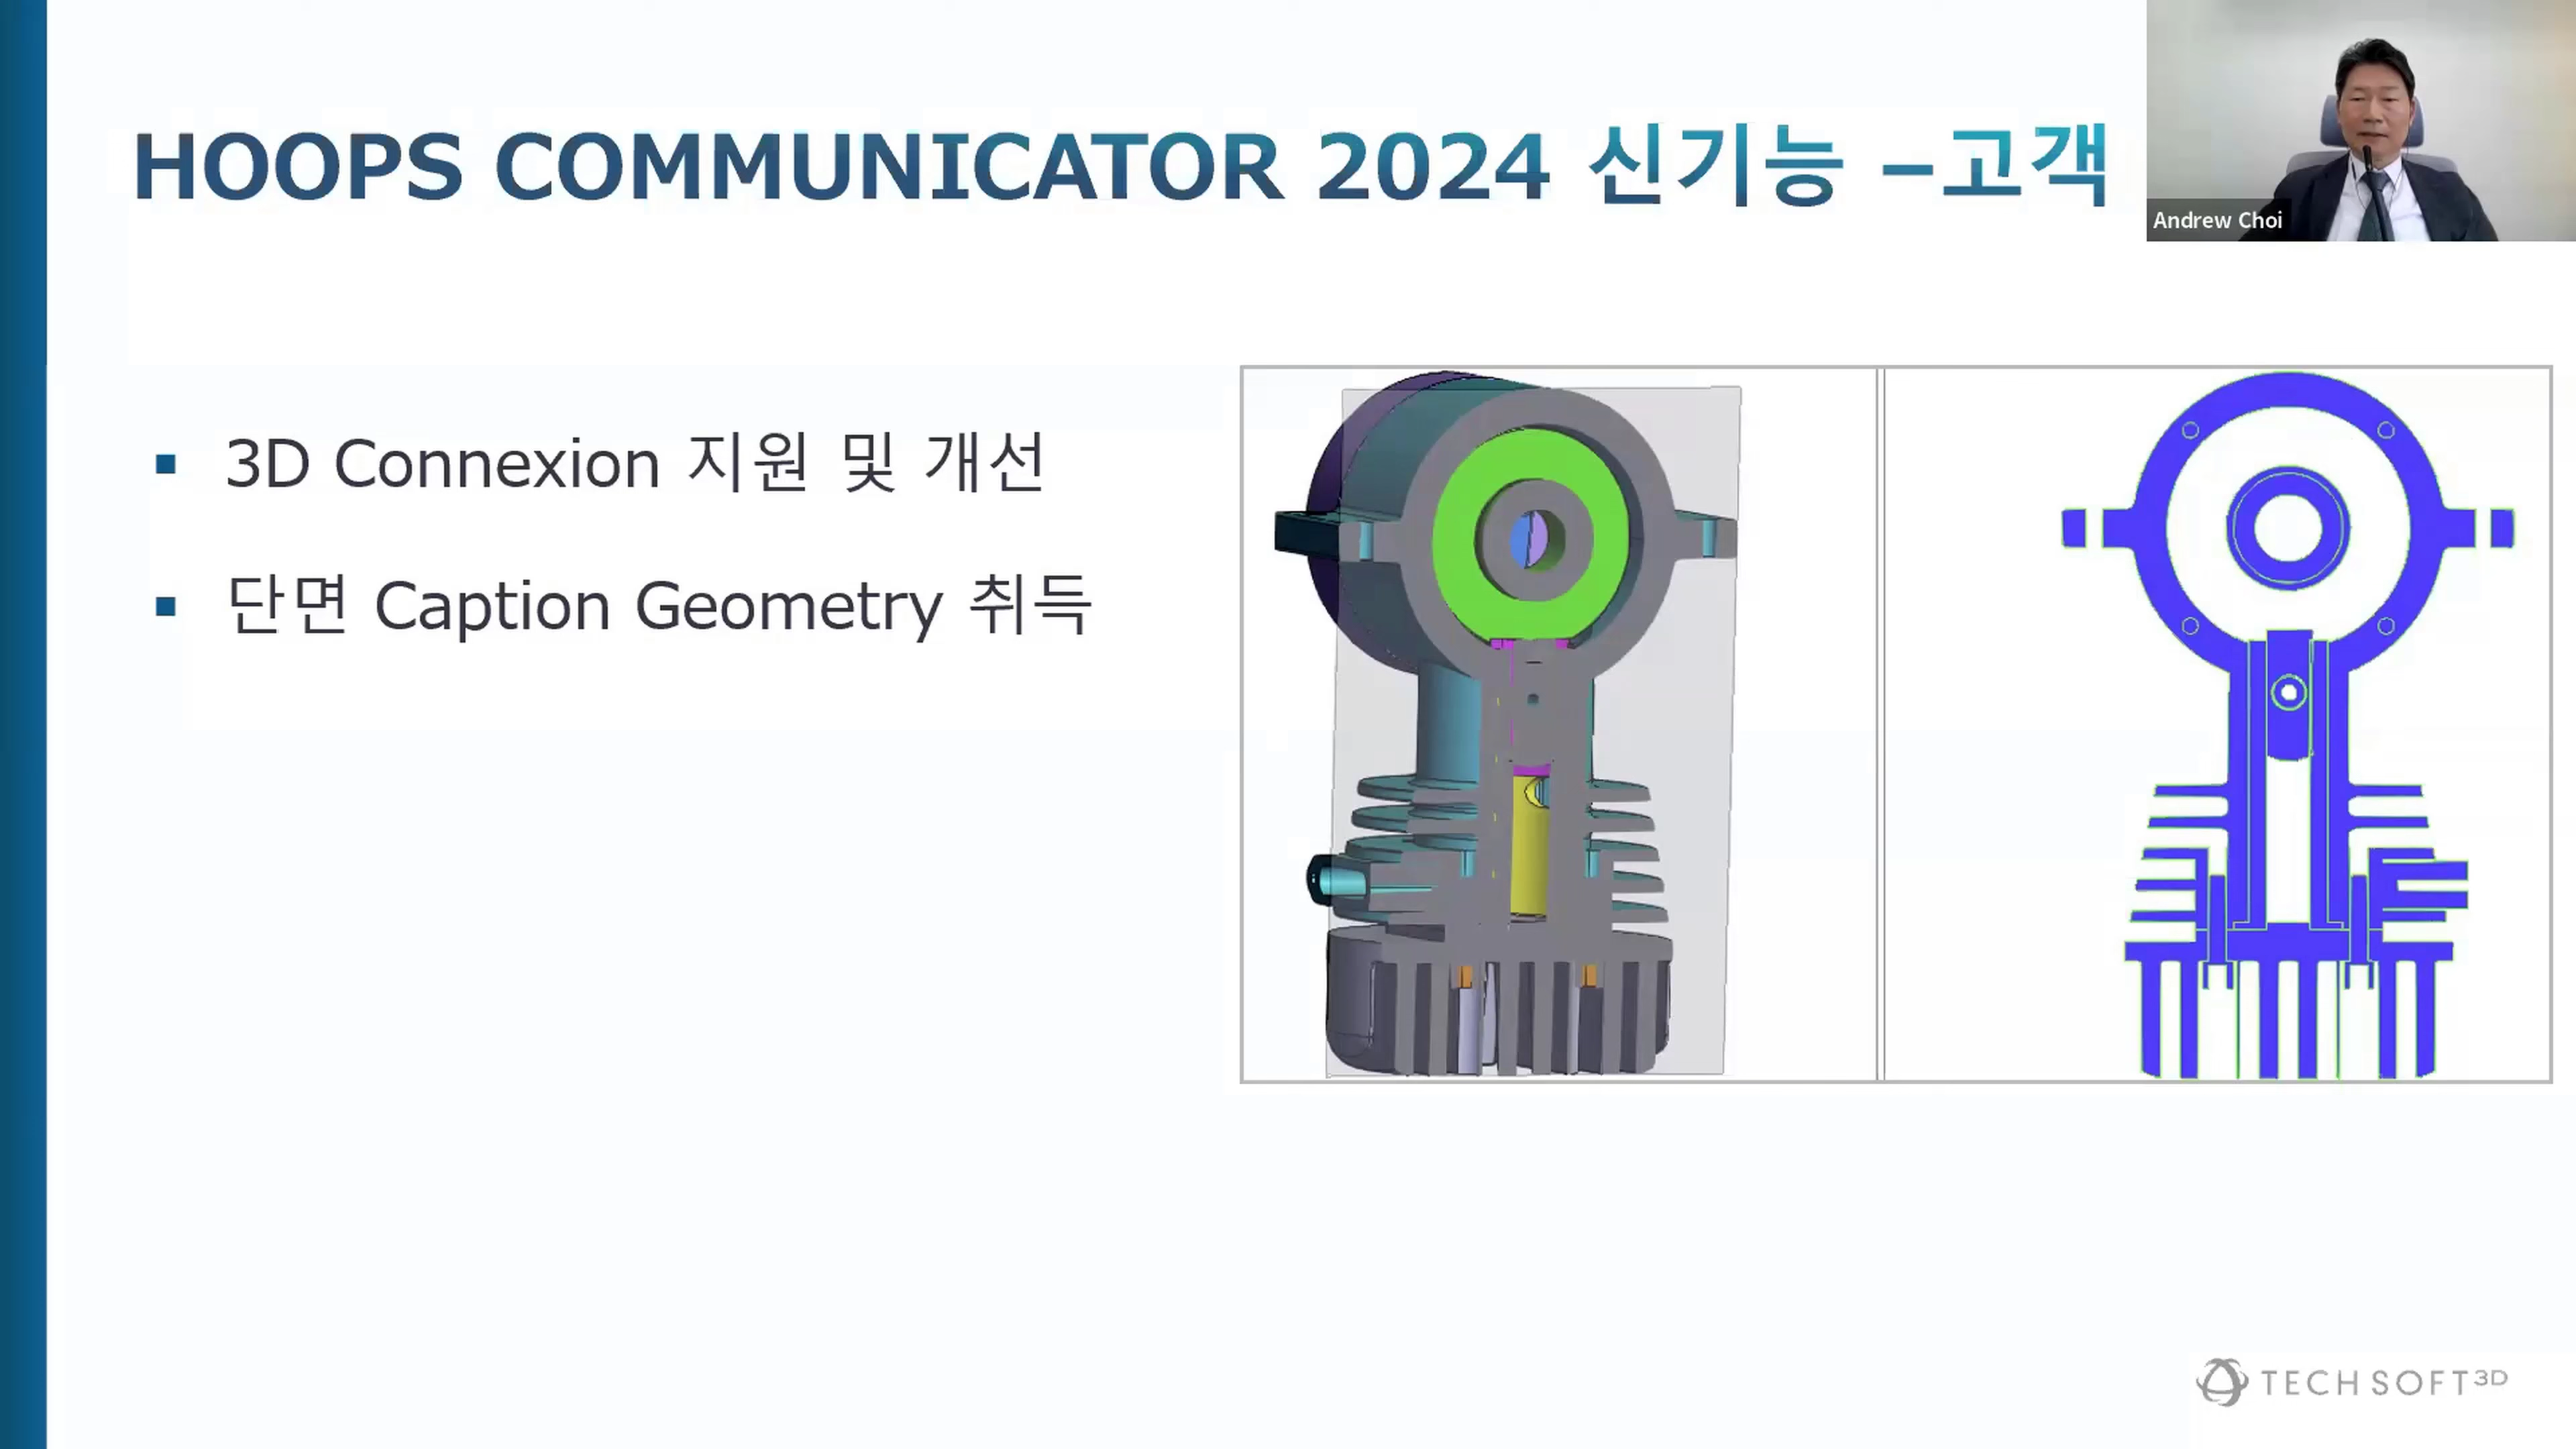 HOOPS COMMUNICATOR 2024 신기능 –고객
Andrew Choi
▪ 3D Connexion 지원 및 개선
▪ 단면 Caption Geometry 취득
TECH SOFT 3D